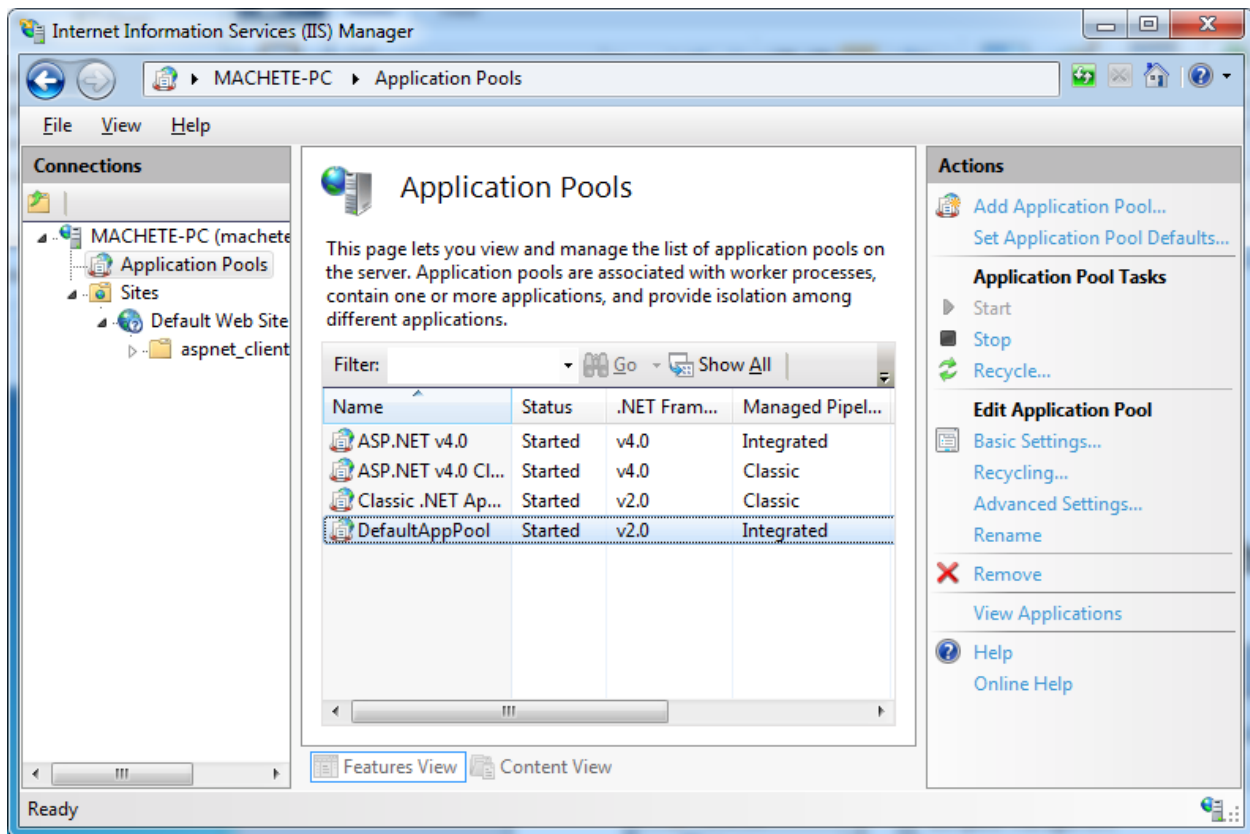 Internet Information Services (IIS) Manager
MACHETE-PC Application Pools
File View Help
Connections
MACHETE-PC (machete
Application Pools
Sites
Default Web Site
aspnet_client
Application Pools
This page lets you view and manage the list of application pools on
the server. Application pools are associated with worker processes,
contain one or more applications, and provide isolation among
different applications.
Filter: Go Show All
Name Status .NET Fram... Managed Pipel...
ASP.NET v4.0 Started v4.0 Integrated
ASP.NET v4.0 Cl... Started v4.0 Classic
Classic .NET Ap... Started v2.0 Classic
DefaultAppPool Started v2.0 Integrated
Features View Content View
Actions
Add Application Pool...
Set Application Pool Defaults...
Application Pool Tasks
Start
Stop
Recycle...
Edit Application Pool
Basic Settings...
Recycling...
Advanced Settings...
Rename
Remove
View Applications
Help
Online Help
Ready